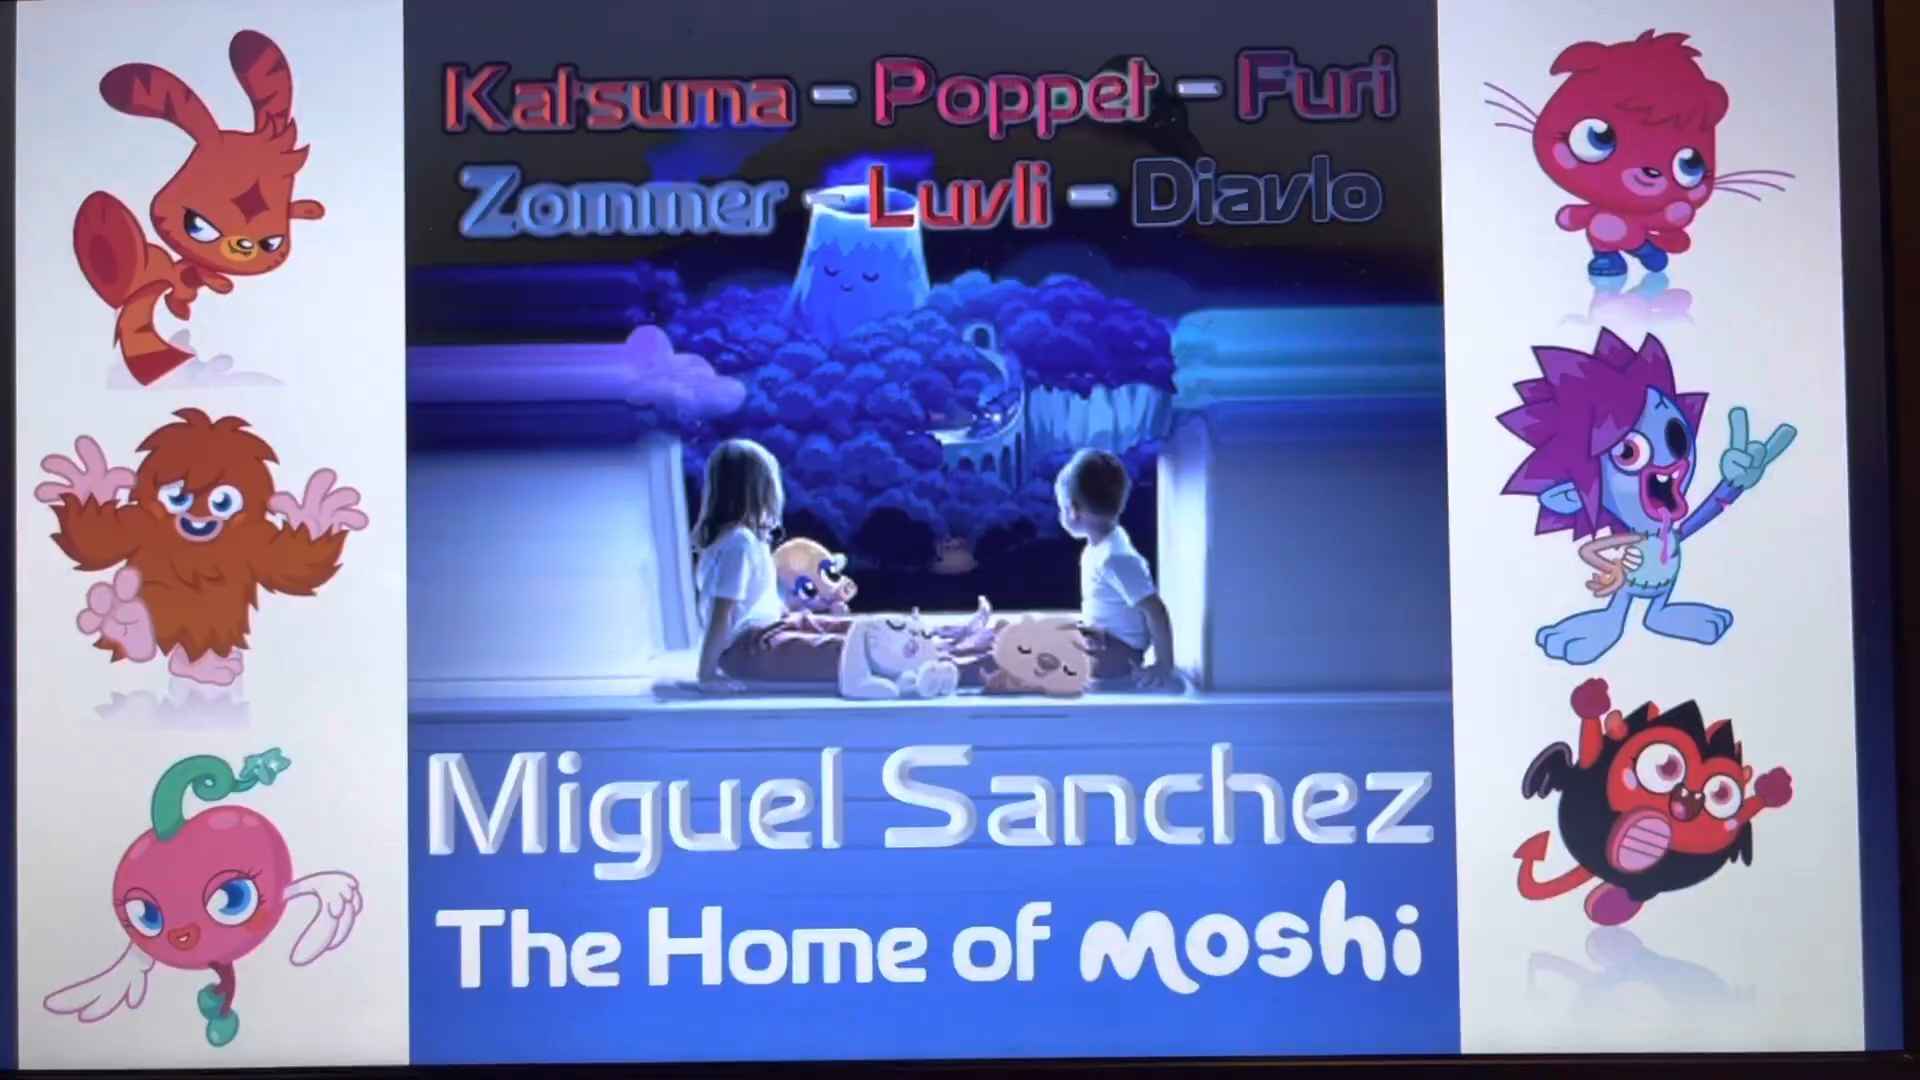 Katsuma - Poppet - Furi
Zommer - Luvli - Diavlo
Miguel Sanchez
The Home of moshi